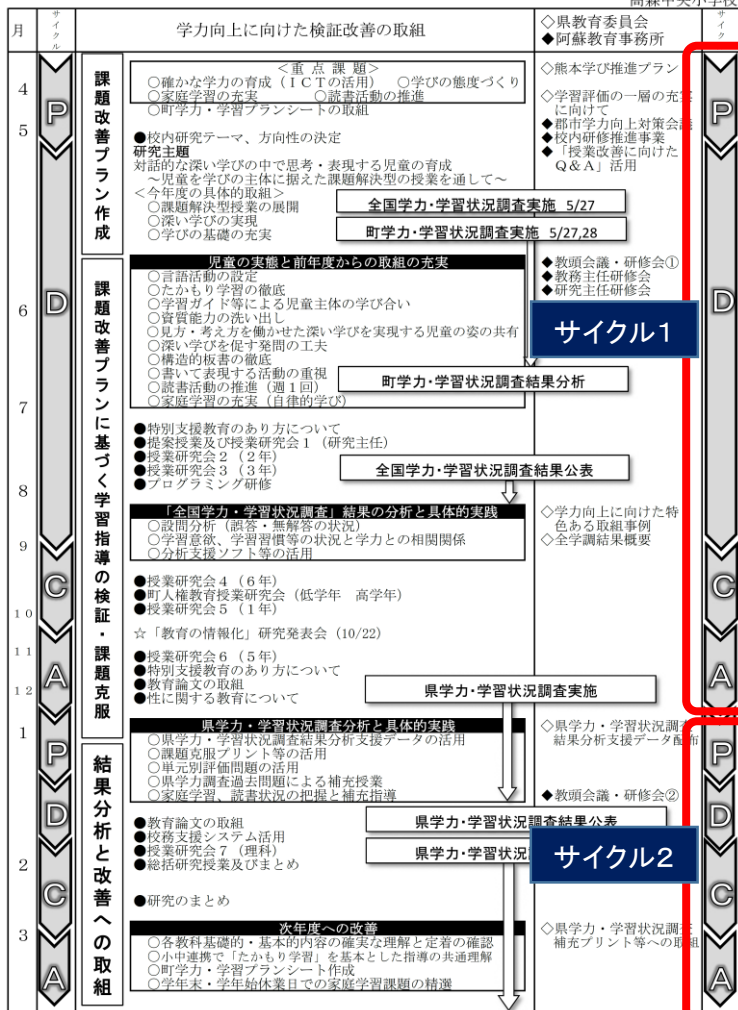 高森中央小学校
月
サイクル
学力向上に向けた検証改善の取組
◇県教育委員会
◆阿蘇教育事務所
サイク
4
5
6
7
8
9
10
11
12
1
2
3
P
D
C
A
P
D
C
A
課題改善プラン作成
課題改善プランに基づく学習指導の検証・課題克服
結果分析と改善への取組
＜重点課題＞
○確かな学力の育成（ＩＣＴの活用）　○学びの態度づくり
○家庭学習の充実　　　○読書活動の推進
○町学力・学習プランシートの取組
●校内研究テーマ、方向性の決定
研究主題
対話的な深い学びの中で思考・表現する児童の育成
～児童を学びの主体に据えた課題解決型の授業を通して～
＜今年度の具体的取組＞
○課題解決型授業の展開
○深い学びの実現
○学びの基礎の充実
全国学力・学習状況調査実施 5/27
町学力・学習状況調査実施 5/27,28
児童の実態と前年度からの取組の充実
○言語活動の設定
○たかもり学習の徹底
○学習ガイド等による児童主体の学び合い
○資質能力の洗い出し
○見方・考え方を働かせた深い学びを実現する児童の姿の共有
○深い学びを促す発問の工夫
○構造的板書の徹底
○書いて表現する活動の重視
○読書活動の推進（週１回）
○家庭学習の充実（自律的学び）
町学力・学習状況調査結果分析
●特別支援教育のあり方について
●提案授業及び授業研究会１（研究主任）
●授業研究会２（２年）
●授業研究会３（３年）
●プログラミング研修
全国学力・学習状況調査結果公表
「全国学力・学習状況調査」結果の分析と具体的実践
○設問分析（誤答・無解答の状況）
○学習意欲、学習習慣等の状況と学力との相関関係
○分析支援ソフト等の活用
●授業研究会４（６年）
●町人権教育授業研究会（低学年　高学年）
●授業研究会５（１年）
☆「教育の情報化」研究発表会（10/22）
●授業研究会６（５年）
●特別支援教育のあり方について
●教育論文の取組
●性に関する教育について
県学力・学習状況調査実施
県学力・学習状況調査分析と具体的実践
○県学力・学習状況調査結果分析支援データの活用
○課題克服プリント等の活用
○単元別評価問題の活用
○県学力調査過去問題による補充授業
○家庭学習、読書状況の把握と補充指導
●教育論文の取組
●校務支援システム活用
●授業研究会７（理科）
●総括研究授業及びまとめ
●研究のまとめ
県学力・学習状況調査結果公表
県学力・学習状況
次年度への改善
○各教科基礎的・基本的内容の確実な理解と定着の確認
○小中連携で「たかもり学習」を基本とした指導の共通理解
○町学力・学習プランシート作成
○学年末・学年始休業日での家庭学習課題の精選
◇熊本学び推進プラン
◇学習評価の一層の充実
に向けて
◆郡市学力向上対策会議
◆校内研修推進事業
◆「授業改善に向けた
Ｑ＆Ａ」活用
◆教頭会議・研修会①
◆教務主任研修会
◆研究主任研修会
サイクル１
◇学力向上に向けた特
色ある取組事例
◇全学調結果概要
◇県学力・学習状況調査
結果分析支援データ配布
◆教頭会議・研修会②
サイクル２
◇県学力・学習状況調査
補充プリント等への取組
P
D
C
A
P
D
C
A